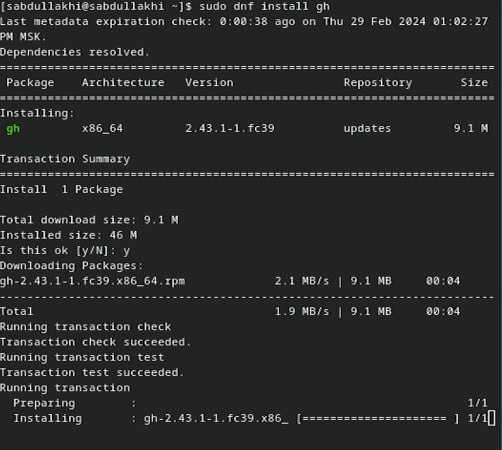 [sabdullakhi@sabdullakhi ~]$ sudo dnf install gh
Last metadata expiration check: 0:00:38 ago on Thu 29 Feb 2024 01:02:27
PM MSK.
Dependencies resolved.
================================================================
Package Architecture Version Repository Size
================================================================
Installing:
gh x86_64 2.43.1-1.fc39 updates 9.1 M
Transaction Summary
================================================================
Install 1 Package
Total download size: 9.1 M
Installed size: 46 M
Is this ok [y/N]: y
Downloading Packages:
gh-2.43.1-1.fc39.x86_64.rpm 2.1 MB/s | 9.1 MB 00:04
----------------------------------------------------------------
Total 1.9 MB/s | 9.1 MB 00:04
Running transaction check
Transaction check succeeded.
Running transaction test
Transaction test succeeded.
Running transaction
Preparing : 1/1
Installing : gh-2.43.1-1.fc39.x86_ [===================== ] 1/1